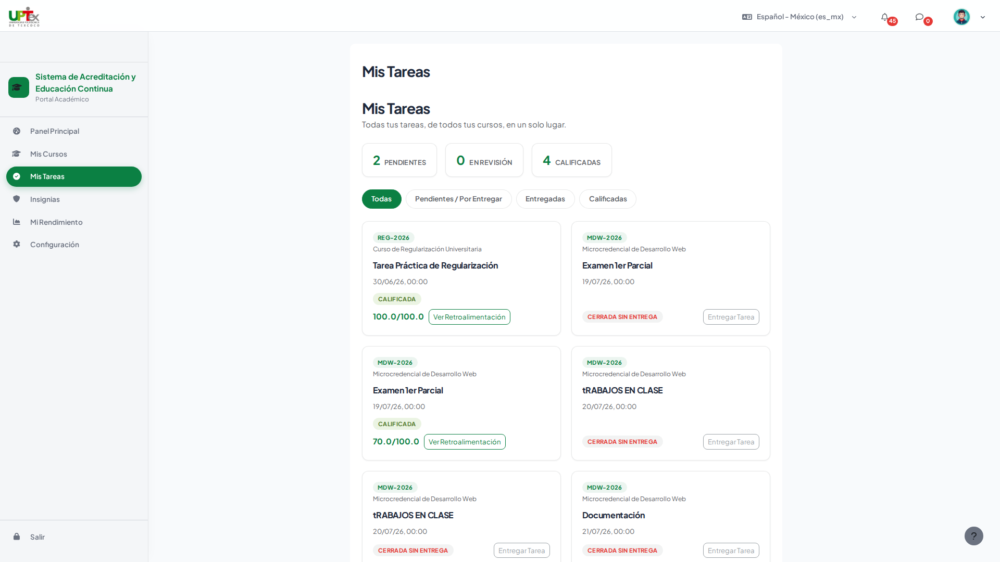 UPTex
UNIVERSIDAD POLITÉCNICA
DE TEXCOCO
Español - México (es_mx)
45
0
Sistema de Acreditación y
Educación Continua
Portal Académico
Panel Principal
Mis Cursos
Mis Tareas
Insignias
Mi Rendimiento
Configuración
Salir
Mis Tareas
Mis Tareas
Todas tus tareas, de todos tus cursos, en un solo lugar.
2 PENDIENTES
0 EN REVISIÓN
4 CALIFICADAS
Todas
Pendientes / Por Entregar
Entregadas
Calificadas
REG-2026
Curso de Regularización Universitaria
Tarea Práctica de Regularización
30/06/26, 00:00
CALIFICADA
100.0/100.0 Ver Retroalimentación
MDW-2026
Microcredencial de Desarrollo Web
Examen 1er Parcial
19/07/26, 00:00
CERRADA SIN ENTREGA Entregar Tarea
MDW-2026
Microcredencial de Desarrollo Web
Examen 1er Parcial
19/07/26, 00:00
CALIFICADA
70.0/100.0 Ver Retroalimentación
MDW-2026
Microcredencial de Desarrollo Web
tRABAJOS EN CLASE
20/07/26, 00:00
CERRADA SIN ENTREGA Entregar Tarea
MDW-2026
Microcredencial de Desarrollo Web
tRABAJOS EN CLASE
20/07/26, 00:00
CERRADA SIN ENTREGA Entregar Tarea
MDW-2026
Microcredencial de Desarrollo Web
Documentación
21/07/26, 00:00
CERRADA SIN ENTREGA Entregar Tarea
?